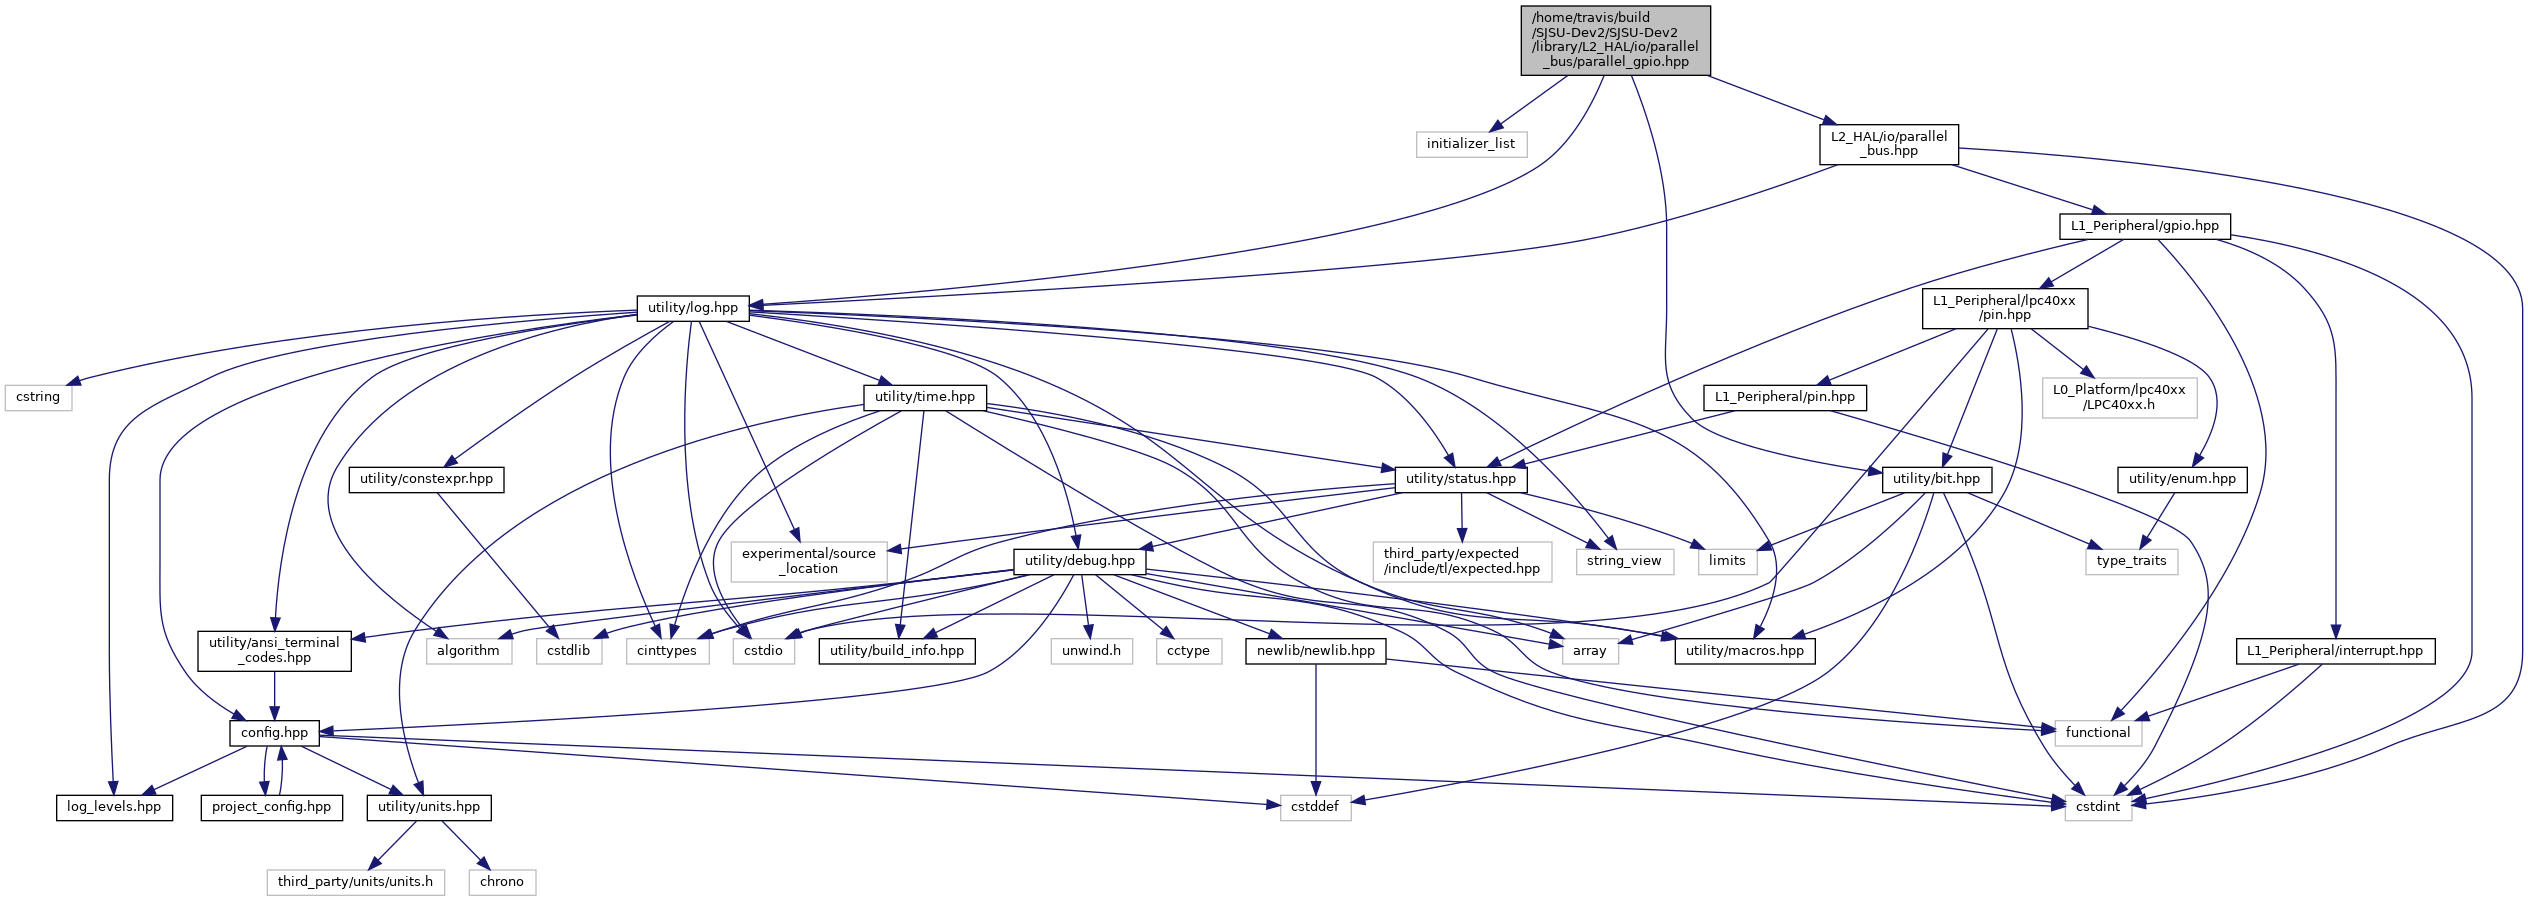 /home/travis/build
/SJSU-Dev2/SJSU-Dev2
/library/L2_HAL/io/parallel
_bus/parallel_gpio.hpp
initializer_list
L2_HAL/io/parallel
_bus.hpp
L1_Peripheral/gpio.hpp
utility/log.hpp
L1_Peripheral/lpc40xx
/pin.hpp
cstring
utility/time.hpp
L1_Peripheral/pin.hpp
L0_Platform/lpc40xx
/LPC40xx.h
utility/constexpr.hpp
utility/status.hpp
utility/bit.hpp
utility/enum.hpp
experimental/source
_location
utility/debug.hpp
third_party/expected
/include/tl/expected.hpp
string_view
limits
type_traits
utility/ansi_terminal
_codes.hpp
algorithm
cstdlib
cinttypes
cstdio
utility/build_info.hpp
unwind.h
cctype
newlib/newlib.hpp
array
utility/macros.hpp
L1_Peripheral/interrupt.hpp
config.hpp
functional
log_levels.hpp
project_config.hpp
utility/units.hpp
cstddef
cstdint
third_party/units/units.h
chrono